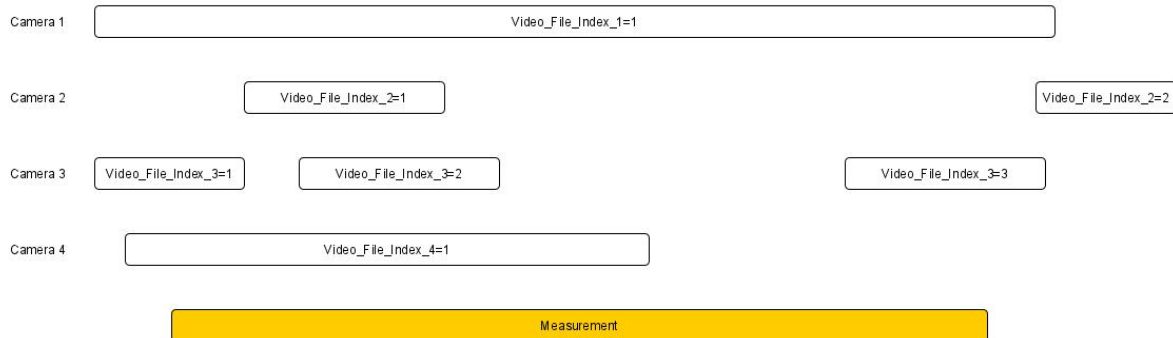 Camera 1 Video_File_Index_1=1
Camera 2 Video_File_Index_2=1 Video_File_Index_2=2
Camera 3 Video_File_Index_3=1 Video_File_Index_3=2 Video_File_Index_3=3
Camera 4 Video_File_Index_4=1
Measurement